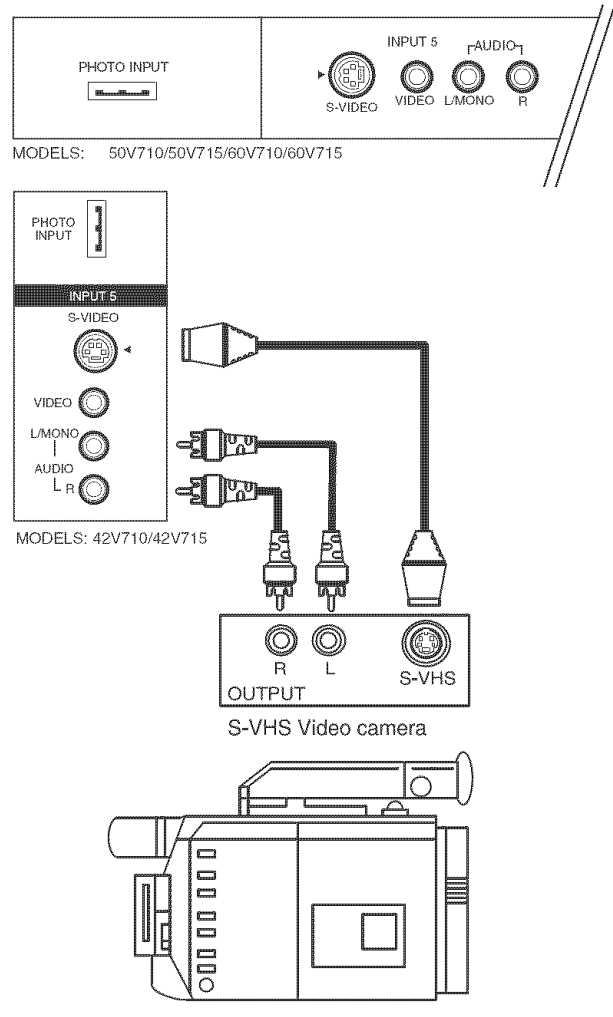 PHOTO INPUT
INPUT 5
AUDIO
S-VIDEO
VIDEO
L/MONO
R
MODELS: 50V710/50V715/60V710/60V715
PHOTO
INPUT
INPUT 5
S-VIDEO
VIDEO
L/MONO
AUDIO
R
MODELS: 42V710/42V715
R
L
S-VHS
OUTPUT
S-VHS Video camera